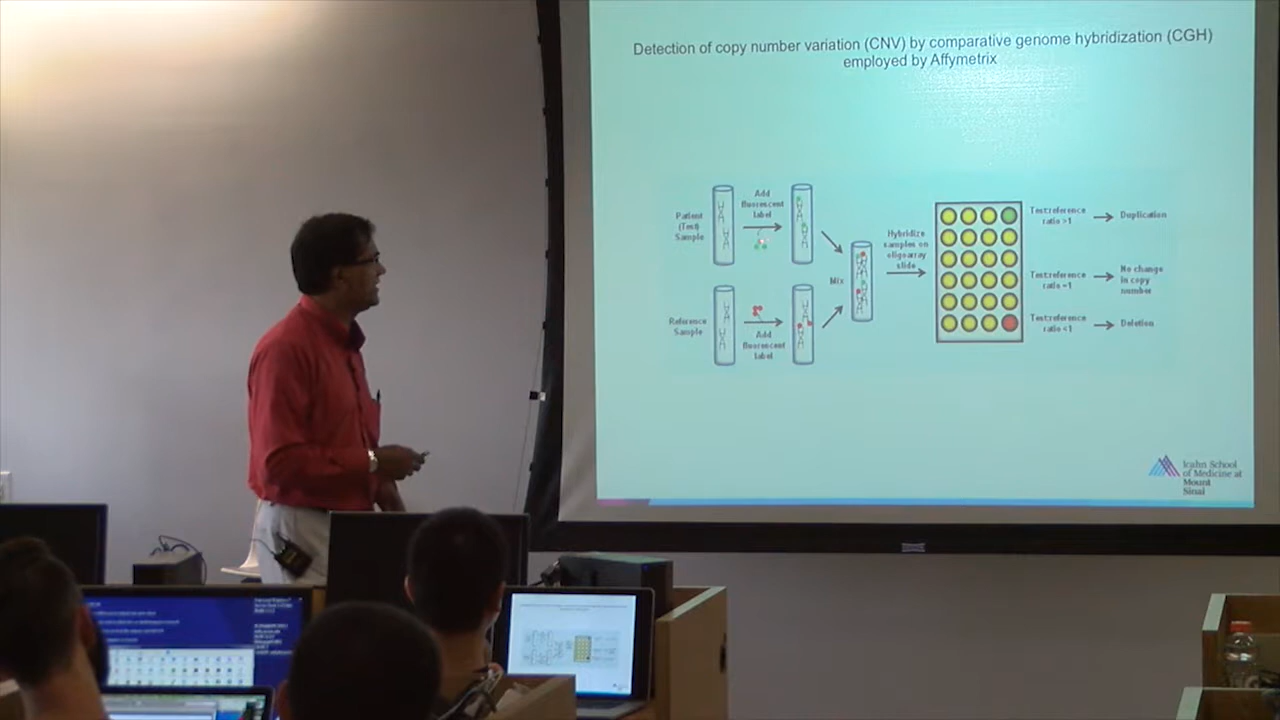 Detection of copy number variation (CNV) by comparative genome hybridization (CGH)
employed by Affymetrix
Patient
(Test)
Sample
Add
fluorescent
label
Reference
Sample
Add
fluorescent
label
Mix
Hybridize
samples on
oligoarray
slide
Test:reference
ratio >1
Duplication
Test:reference
ratio =1
No change
in copy
number
Test:reference
ratio <1
Deletion
Icahn School
of Medicine at
Mount
Sinai